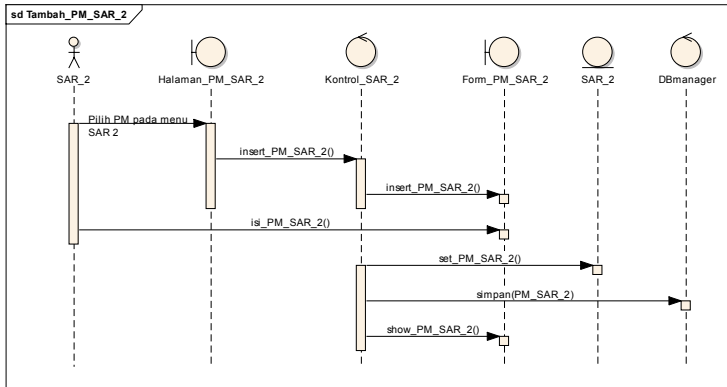 sd Tambah_PM_SAR_2
SAR_2
Halaman_PM_SAR_2
Kontrol_SAR_2
Form_PM_SAR_2
SAR_2
DBmanager
Pilih PM pada menu
SAR 2
insert_PM_SAR_2()
insert_PM_SAR_2()
isi_PM_SAR_2()
set_PM_SAR_2()
simpan(PM_SAR_2)
show_PM_SAR_2()